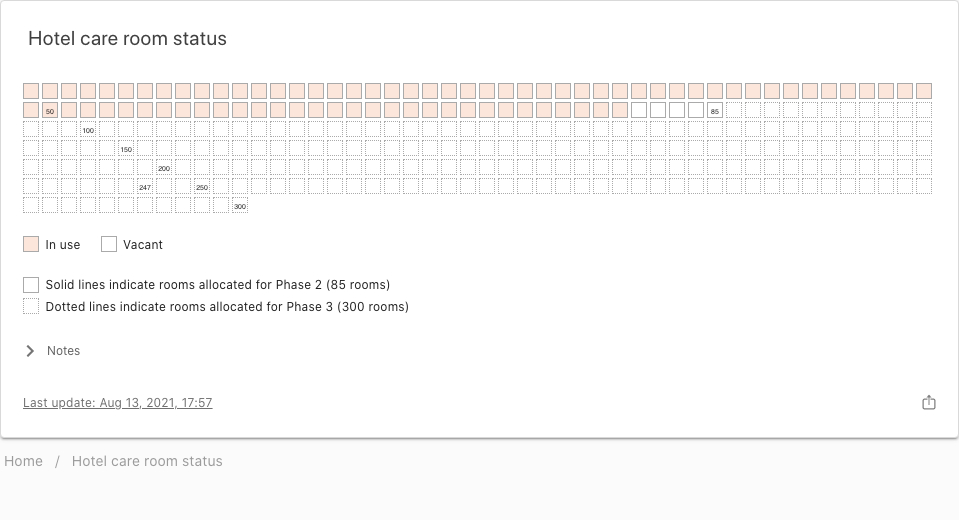 Hotel care room status
50
85
100
150
200
247 250
300
In use Vacant
Solid lines indicate rooms allocated for Phase 2 (85 rooms)
Dotted lines indicate rooms allocated for Phase 3 (300 rooms)
Notes
Last update: Aug 13, 2021, 17:57
Home / Hotel care room status